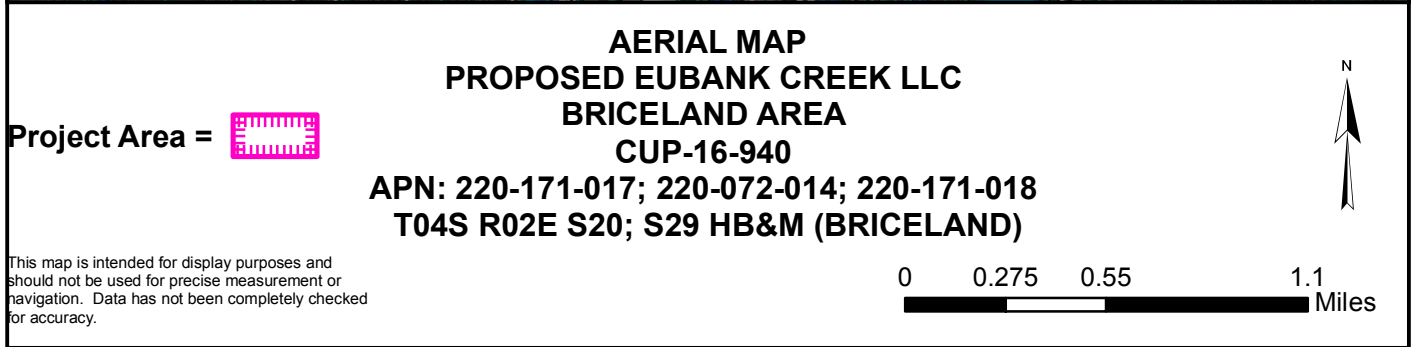 AERIAL MAP
PROPOSED EUBANK CREEK LLC
BRICELAND AREA
CUP-16-940
APN: 220-171-017; 220-072-014; 220-171-018
T04S R02E S20; S29 HB&M (BRICELAND)
Project Area =
This map is intended for display purposes and
should not be used for precise measurement or
navigation. Data has not been completely checked
for accuracy.
N
0 0.275 0.55 1.1
Miles